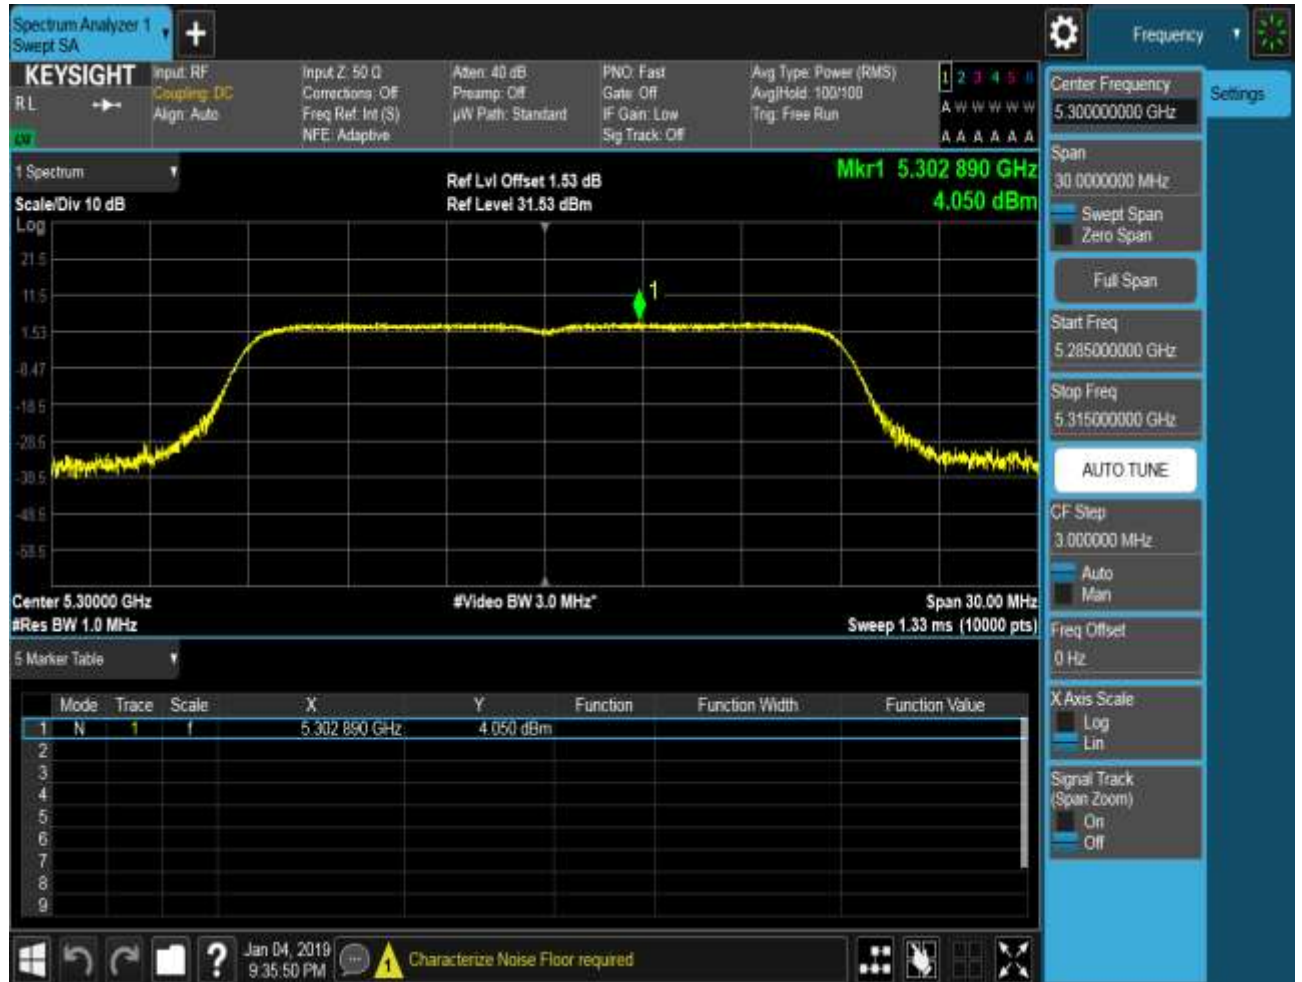 Spectrum Analyzer 1
Swept SA
Frequency
KEYSIGHT
R L
Input: RF
Coupling: DC
Align: Auto
Input Z: 50 Ω
Corrections: Off
Freq Ref: Int (S)
NFE: Adaptive
Atten: 40 dB
Preamp: Off
µW Path: Standard
PNO: Fast
Gate: Off
IF Gain: Low
Sig Track: Off
Avg Type: Power (RMS)
Avg|Hold: 100/100
Trig: Free Run
1 2 3 4 5 6
A W W W W W
A A A A A A
1 Spectrum
Scale/Div 10 dB
Ref Lvl Offset 1.53 dB
Ref Level 31.53 dBm
Mkr1 5.302 890 GHz
4.050 dBm
Log
21.5
11.5
1.53
-8.47
-18.5
-28.5
-38.5
-48.5
-58.5
1
Center 5.30000 GHz
#Res BW 1.0 MHz
#Video BW 3.0 MHz*
Span 30.00 MHz
Sweep 1.33 ms (10000 pts)
5 Marker Table
Mode Trace Scale X Y Function Function Width Function Value
1 N 1 f 5.302 890 GHz 4.050 dBm
2
3
4
5
6
7
8
9
Jan 04, 2019
9:35:50 PM
Characterize Noise Floor required
Settings
Center Frequency
5.300000000 GHz
Span
30.0000000 MHz
Swept Span
Zero Span
Full Span
Start Freq
5.285000000 GHz
Stop Freq
5.315000000 GHz
AUTO TUNE
CF Step
3.000000 MHz
Auto
Man
Freq Offset
0 Hz
X Axis Scale
Log
Lin
Signal Track
(Span Zoom)
On
Off